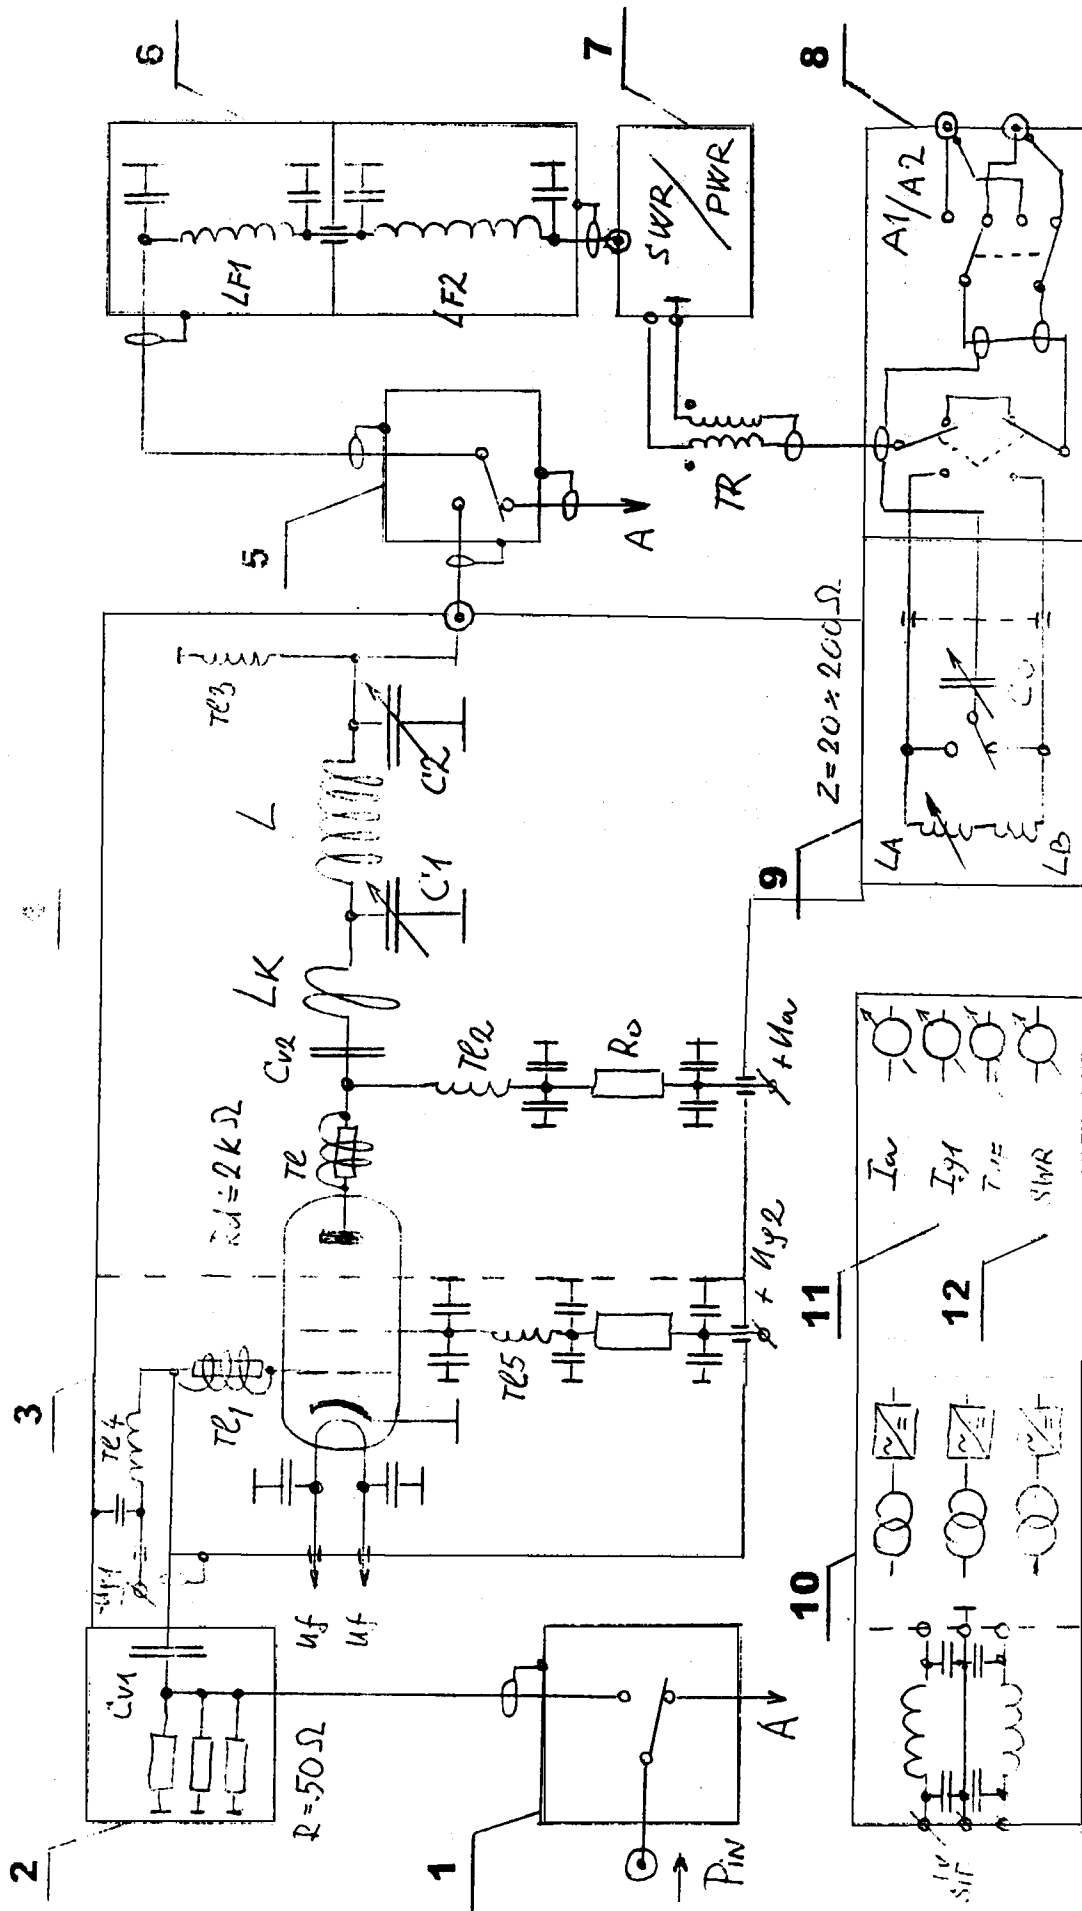 6
7
8
SWR/PWR
LF1
LF2
A1/A2
5
A
TR
Tl3
L
C2
C1
Z=20÷200Ω
9
LA
LB
LK
Cv2
Tl2
Ro
+Ua
Tl
Rd=2kΩ
Ia
Ig1
SWR
+Ug2
11
12
Tl5
3
Tl4
Tl1
-Ug1
Uf
Uf
10
Cv1
R=50Ω
2
1
A
PIN